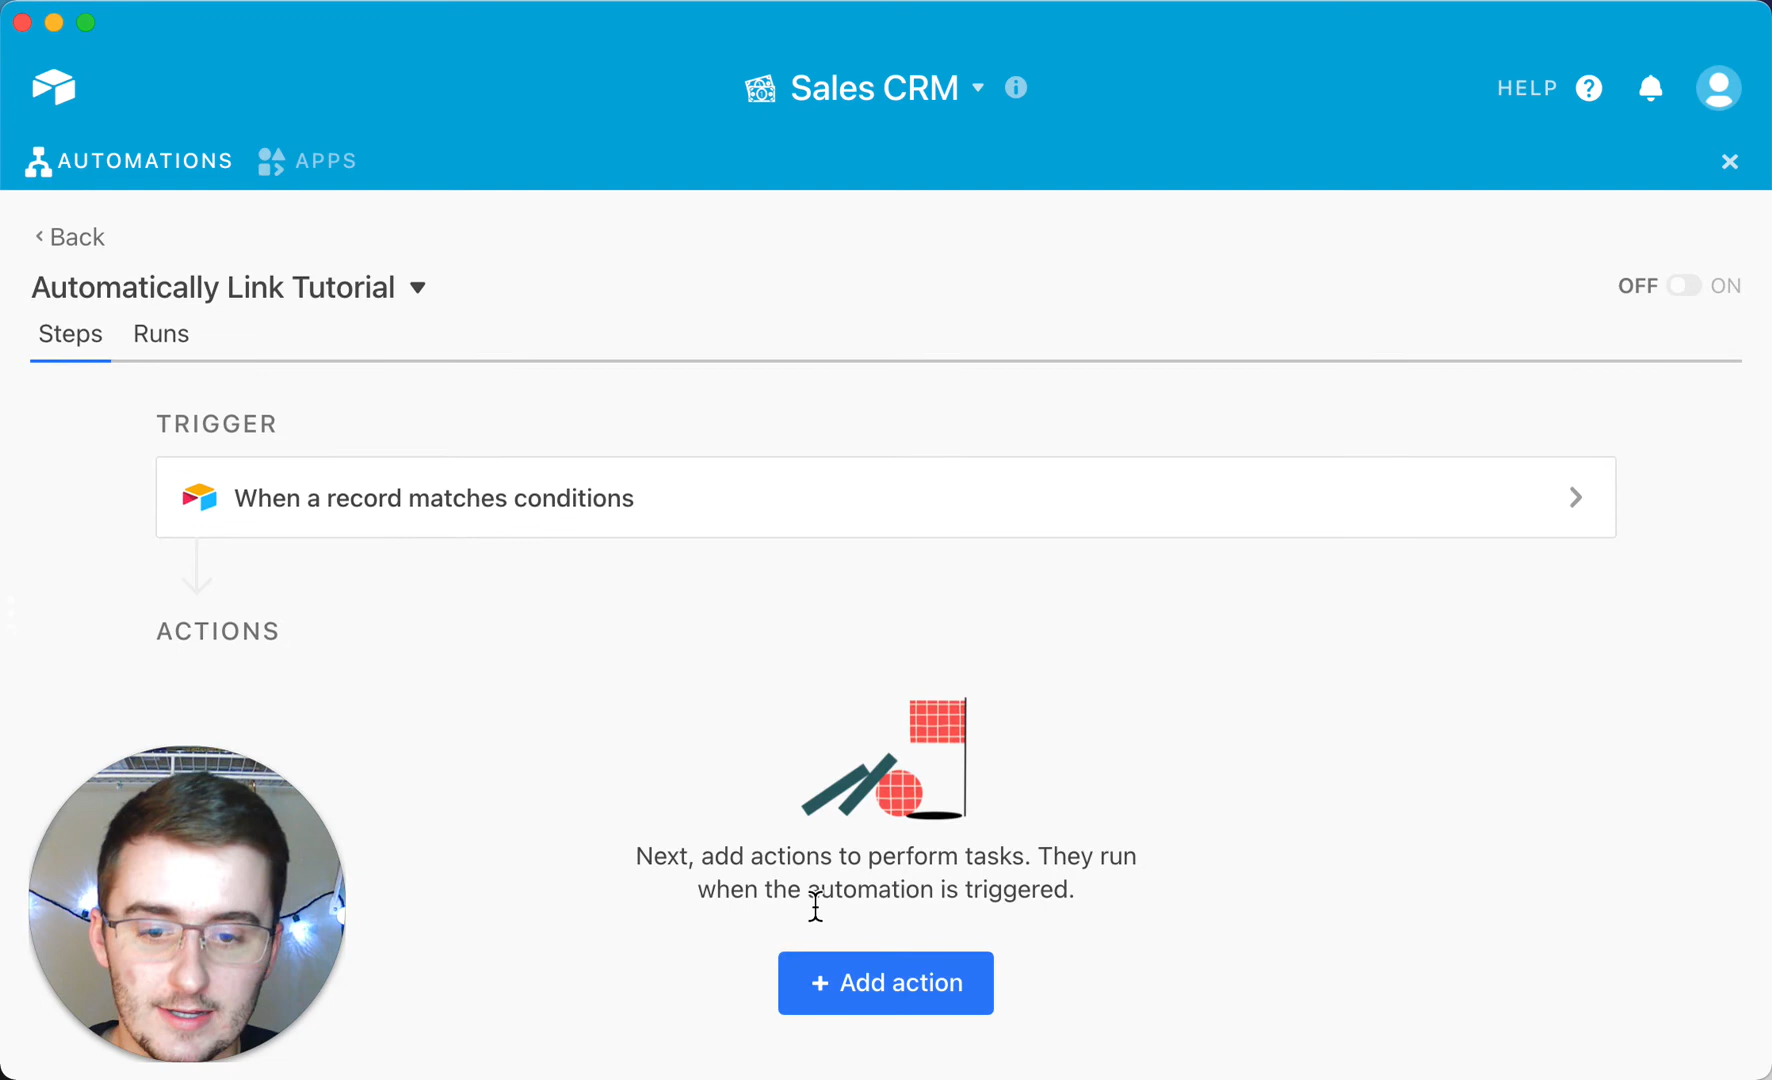 Sales CRM
HELP
AUTOMATIONS
APPS
Back
Automatically Link Tutorial
OFF
ON
Steps
Runs
TRIGGER
When a record matches conditions
ACTIONS
Next, add actions to perform tasks. They run
when the automation is triggered.
+ Add action